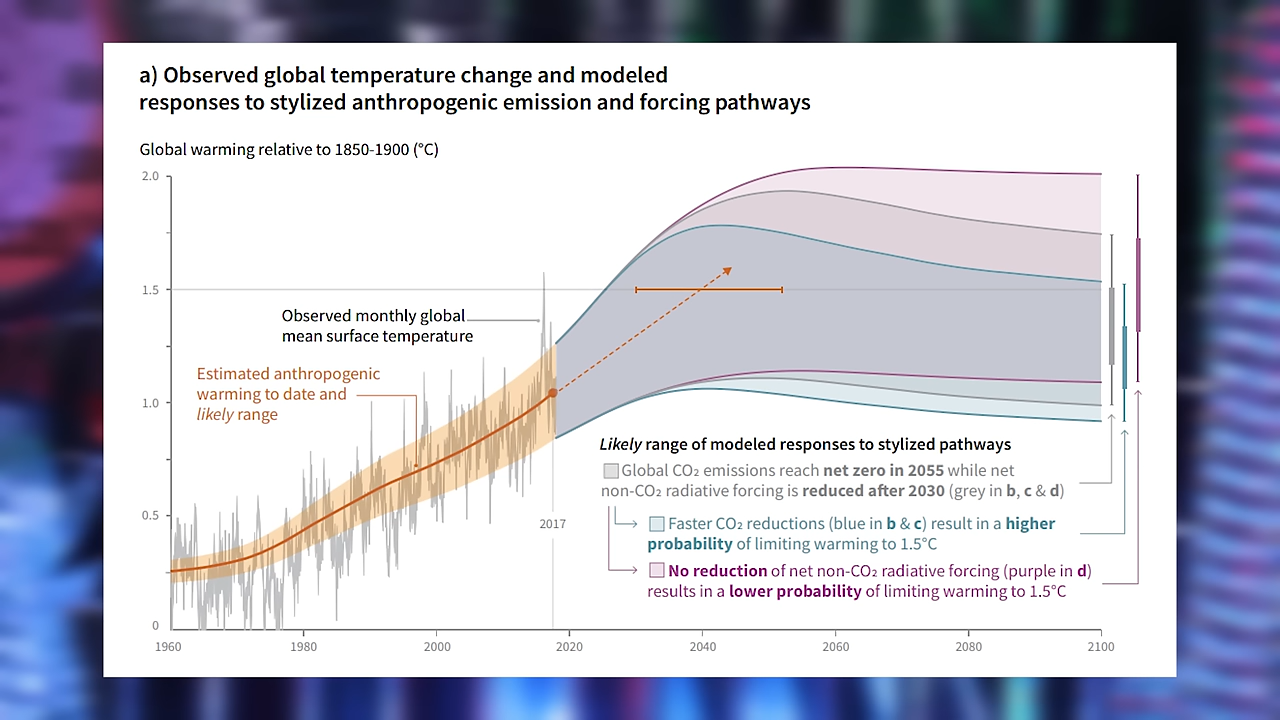 a) Observed global temperature change and modeled
responses to stylized anthropogenic emission and forcing pathways
Global warming relative to 1850-1900 (°C)
2.0
1.5
Observed monthly global
mean surface temperature
Estimated anthropogenic
warming to date and
likely range
1.0
Likely range of modeled responses to stylized pathways
Global CO₂ emissions reach net zero in 2055 while net
non-CO₂ radiative forcing is reduced after 2030 (grey in b, c & d)
0.5
2017
Faster CO₂ reductions (blue in b & c) result in a higher
probability of limiting warming to 1.5°C
No reduction of net non-CO₂ radiative forcing (purple in d)
results in a lower probability of limiting warming to 1.5°C
0
1960
1980
2000
2020
2040
2060
2080
2100